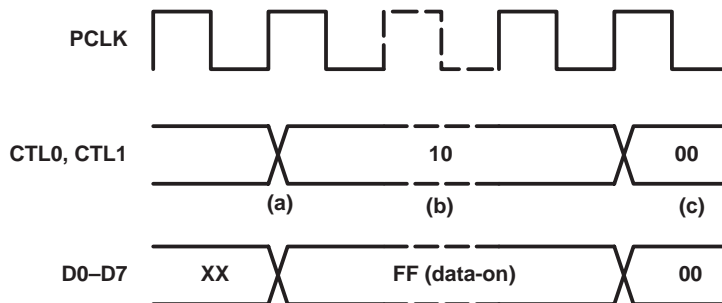 PCLK
CTL0, CTL1 10 00
(a) (b) (c)
D0–D7 XX FF (data-on) 00